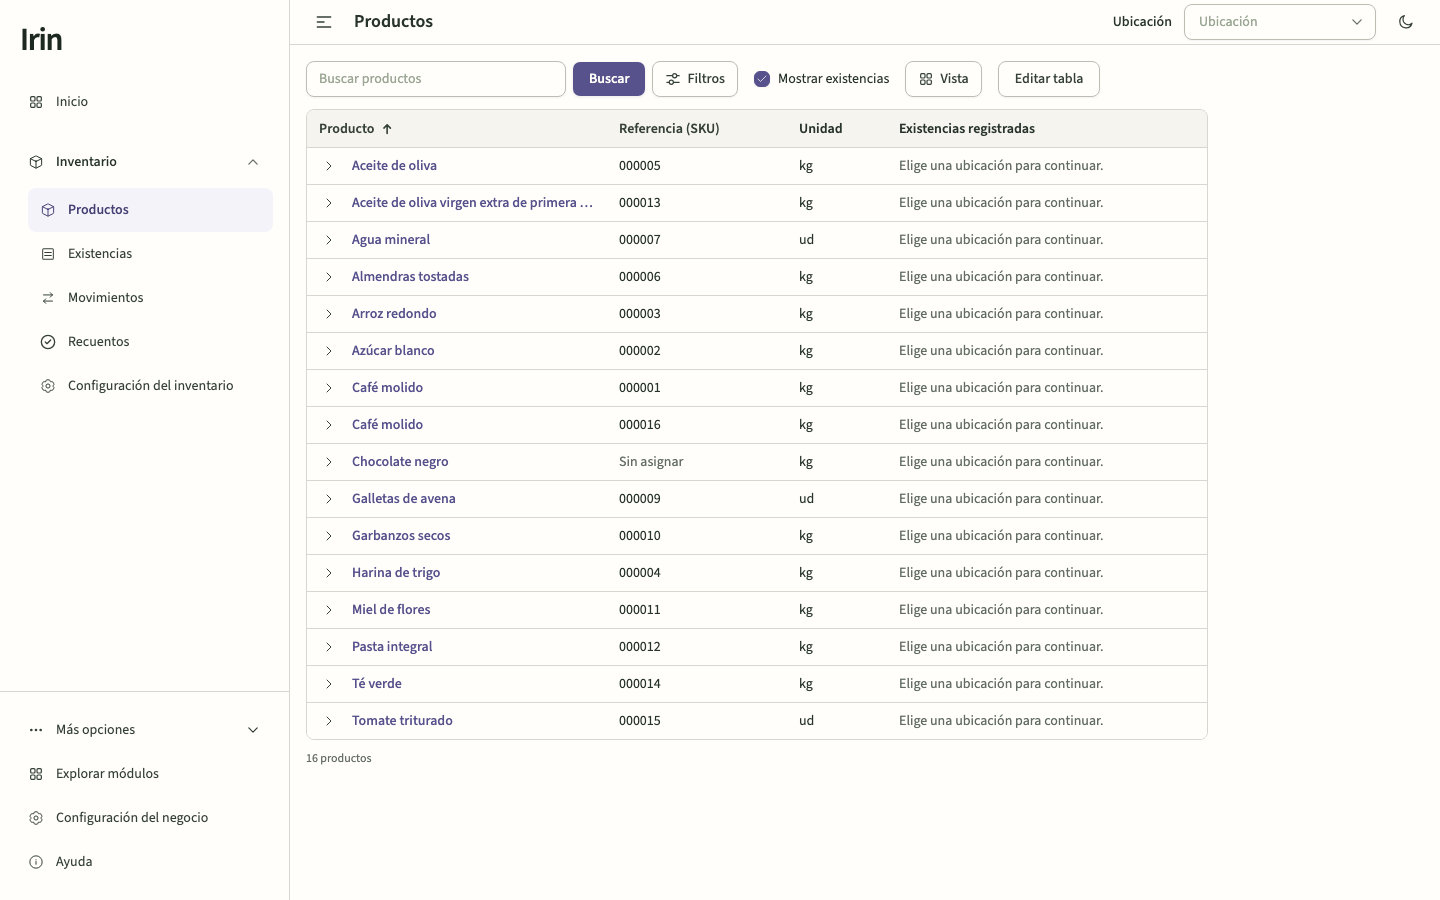 Irin
Inicio
Inventario
Productos
Existencias
Movimientos
Recuentos
Configuración del inventario
Más opciones
Explorar módulos
Configuración del negocio
Ayuda
Productos
Ubicación
Ubicación
Buscar productos
Buscar
Filtros
Mostrar existencias
Vista
Editar tabla
Producto Referencia (SKU) Unidad Existencias registradas
Aceite de oliva 000005 kg Elige una ubicación para continuar.
Aceite de oliva virgen extra de primera ... 000013 kg Elige una ubicación para continuar.
Agua mineral 000007 ud Elige una ubicación para continuar.
Almendras tostadas 000006 kg Elige una ubicación para continuar.
Arroz redondo 000003 kg Elige una ubicación para continuar.
Azúcar blanco 000002 kg Elige una ubicación para continuar.
Café molido 000001 kg Elige una ubicación para continuar.
Café molido 000016 kg Elige una ubicación para continuar.
Chocolate negro Sin asignar kg Elige una ubicación para continuar.
Galletas de avena 000009 ud Elige una ubicación para continuar.
Garbanzos secos 000010 kg Elige una ubicación para continuar.
Harina de trigo 000004 kg Elige una ubicación para continuar.
Miel de flores 000011 kg Elige una ubicación para continuar.
Pasta integral 000012 kg Elige una ubicación para continuar.
Té verde 000014 kg Elige una ubicación para continuar.
Tomate triturado 000015 ud Elige una ubicación para continuar.
16 productos